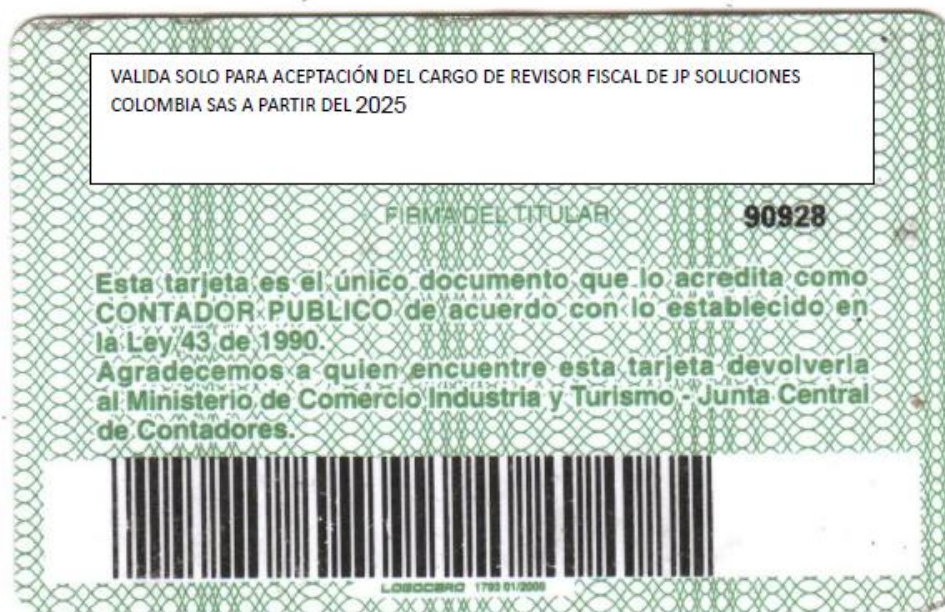 VALIDA SOLO PARA ACEPTACIÓN DEL CARGO DE REVISOR FISCAL DE JP SOLUCIONES
COLOMBIA SAS A PARTIR DEL 2025
FIRMA DEL TITULAR 90928
Esta tarjeta es el único documento que lo acredita como
CONTADOR PUBLICO de acuerdo con lo establecido en
la Ley 43 de 1990.
Agradecemos a quien encuentre esta tarjeta devolverla
al Ministerio de Comercio Industria y Turismo - Junta Central
de Contadores.